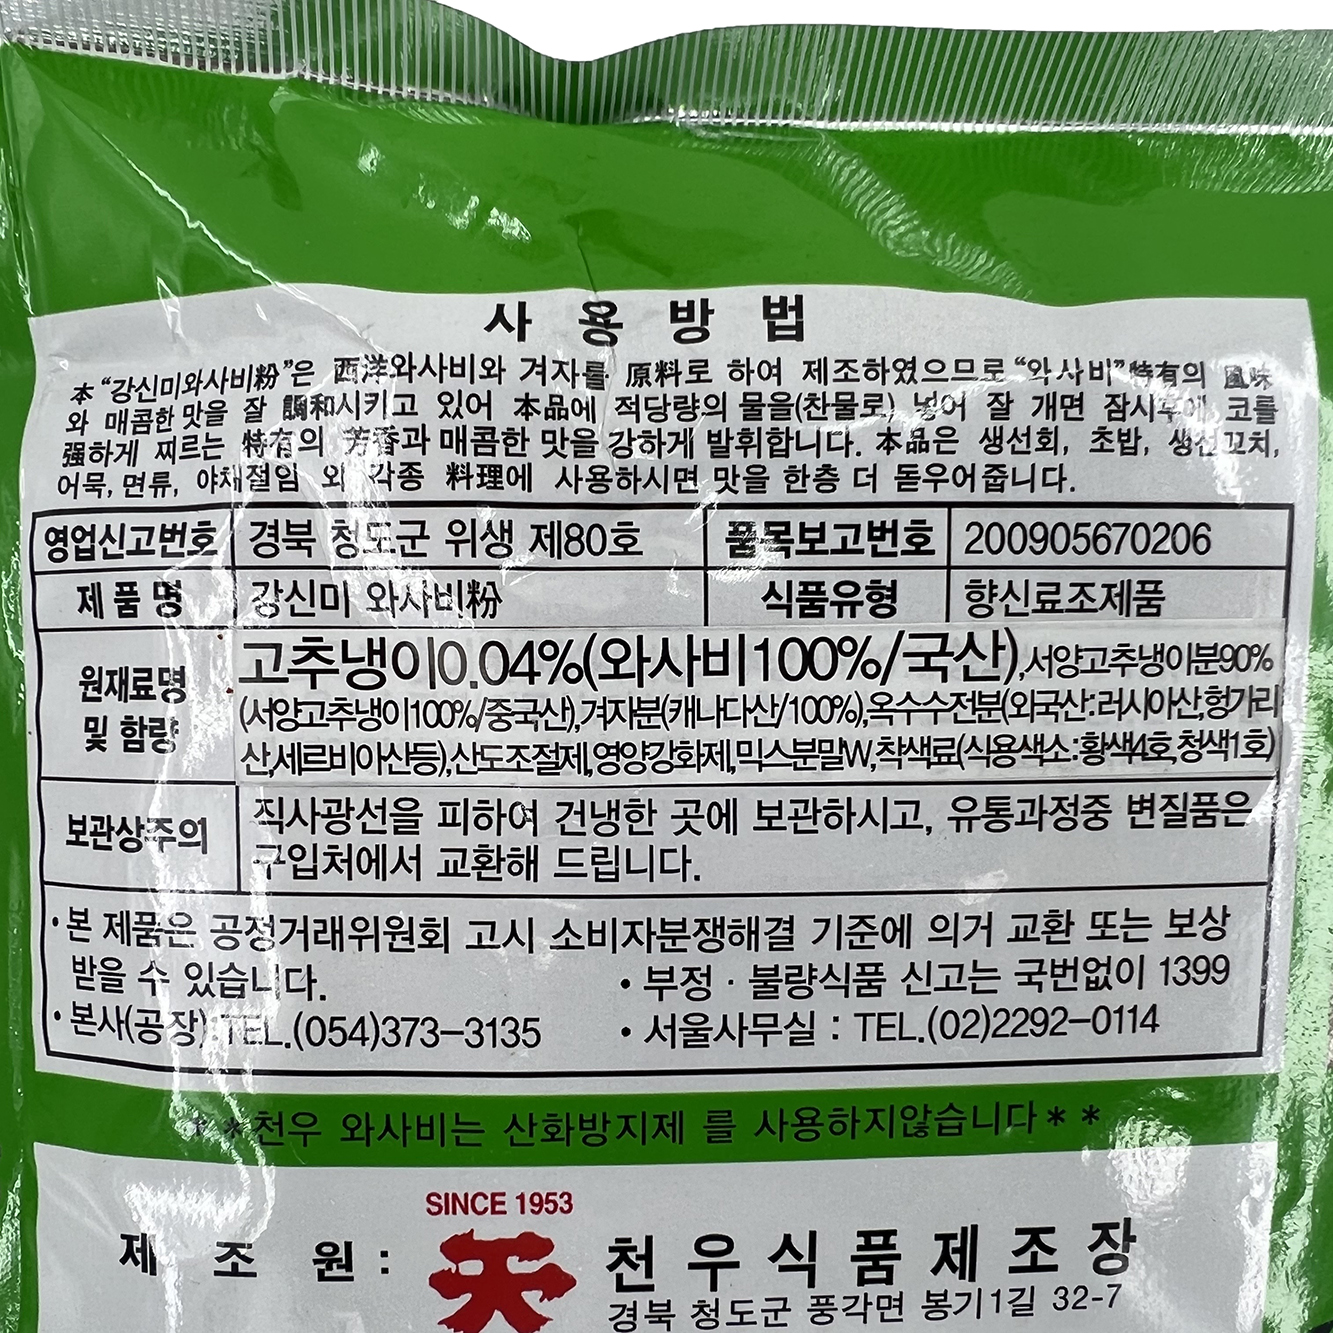 사용방법
本 “강신미와사비粉”은 西洋와사비와 겨자를 原料로 하여 제조하였으므로 “와사비”特有의 風味
와 매콤한 맛을 잘 調和시키고 있어 本品에 적당량의 물을(찬물로) 넣어 잘 개면 잠시후에 코를
强하게 찌르는 特有의 芳香과 매콤한 맛을 강하게 발휘합니다. 本品은 생선회, 초밥, 생선꼬치,
어묵, 면류, 야채절임 외 각종 料理에 사용하시면 맛을 한층 더 돋우어줍니다.
영업신고번호 경북 청도군 위생 제80호 품목보고번호 200905670206
제품명 강신미 와사비粉 식품유형 향신료조제품
원재료명 및 함량 고추냉이0.04%(와사비100%/국산),서양고추냉이분90%
(서양고추냉이100%/중국산),겨자분(캐나다산/100%),옥수수전분(외국산:러시아산,헝가리
산,세르비아산등),산도조절제,영양강화제,믹스분말W,착색료(식용색소:황색4호,청색1호)
보관상주의 직사광선을 피하여 건냉한 곳에 보관하시고, 유통과정중 변질품은
구입처에서 교환해 드립니다.
•본 제품은 공정거래위원회 고시 소비자분쟁해결 기준에 의거 교환 또는 보상
받을 수 있습니다. •부정·불량식품 신고는 국번없이 1399
•본사(공장):TEL.(054)373-3135 •서울사무실 : TEL.(02)2292-0114
**천우 와사비는 산화방지제 를 사용하지않습니다**
SINCE 1953
제조원: 天 천우식품제조장
경북 청도군 풍각면 봉기1길 32-7